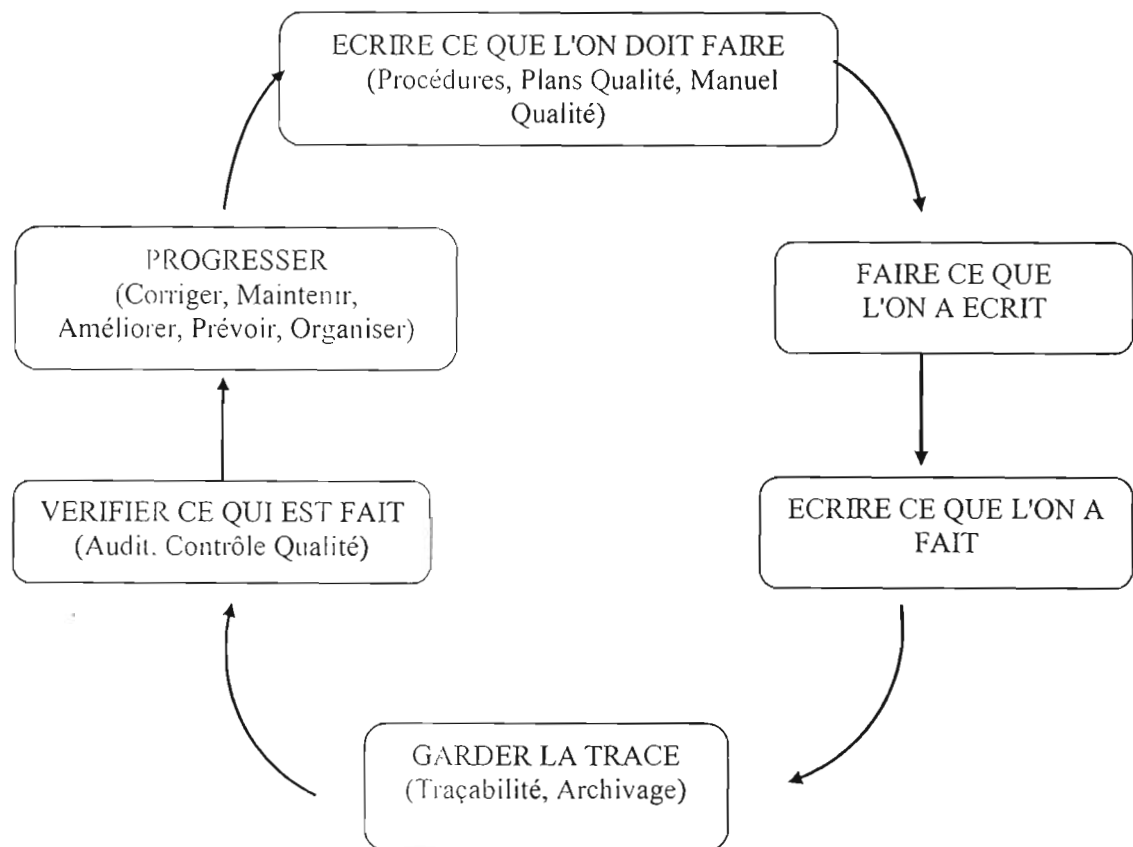 ECRIRE CE QUE L'ON DOIT FAIRE
(Procédures, Plans Qualité, Manuel
Qualité)
FAIRE CE QUE
L'ON A ECRIT
ECRIRE CE QUE L'ON A
FAIT
GARDER LA TRACE
(Traçabilité, Archivage)
VERIFIER CE QUI EST FAIT
(Audit. Contrôle Qualité)
PROGRESSER
(Corriger, Maintenir,
Améliorer, Prévoir, Organiser)